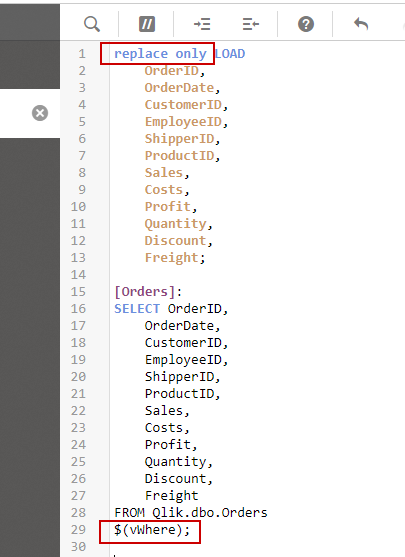 1 replace only LOAD
2 OrderID,
3 OrderDate,
4 CustomerID,
5 EmployeeID,
6 ShipperID,
7 ProductID,
8 Sales,
9 Costs,
10 Profit,
11 Quantity,
12 Discount,
13 Freight;
14
15 [Orders]:
16 SELECT OrderID,
17 OrderDate,
18 CustomerID,
19 EmployeeID,
20 ShipperID,
21 ProductID,
22 Sales,
23 Costs,
24 Profit,
25 Quantity,
26 Discount,
27 Freight
28 FROM Qlik.dbo.Orders
29 $(vWhere);
30